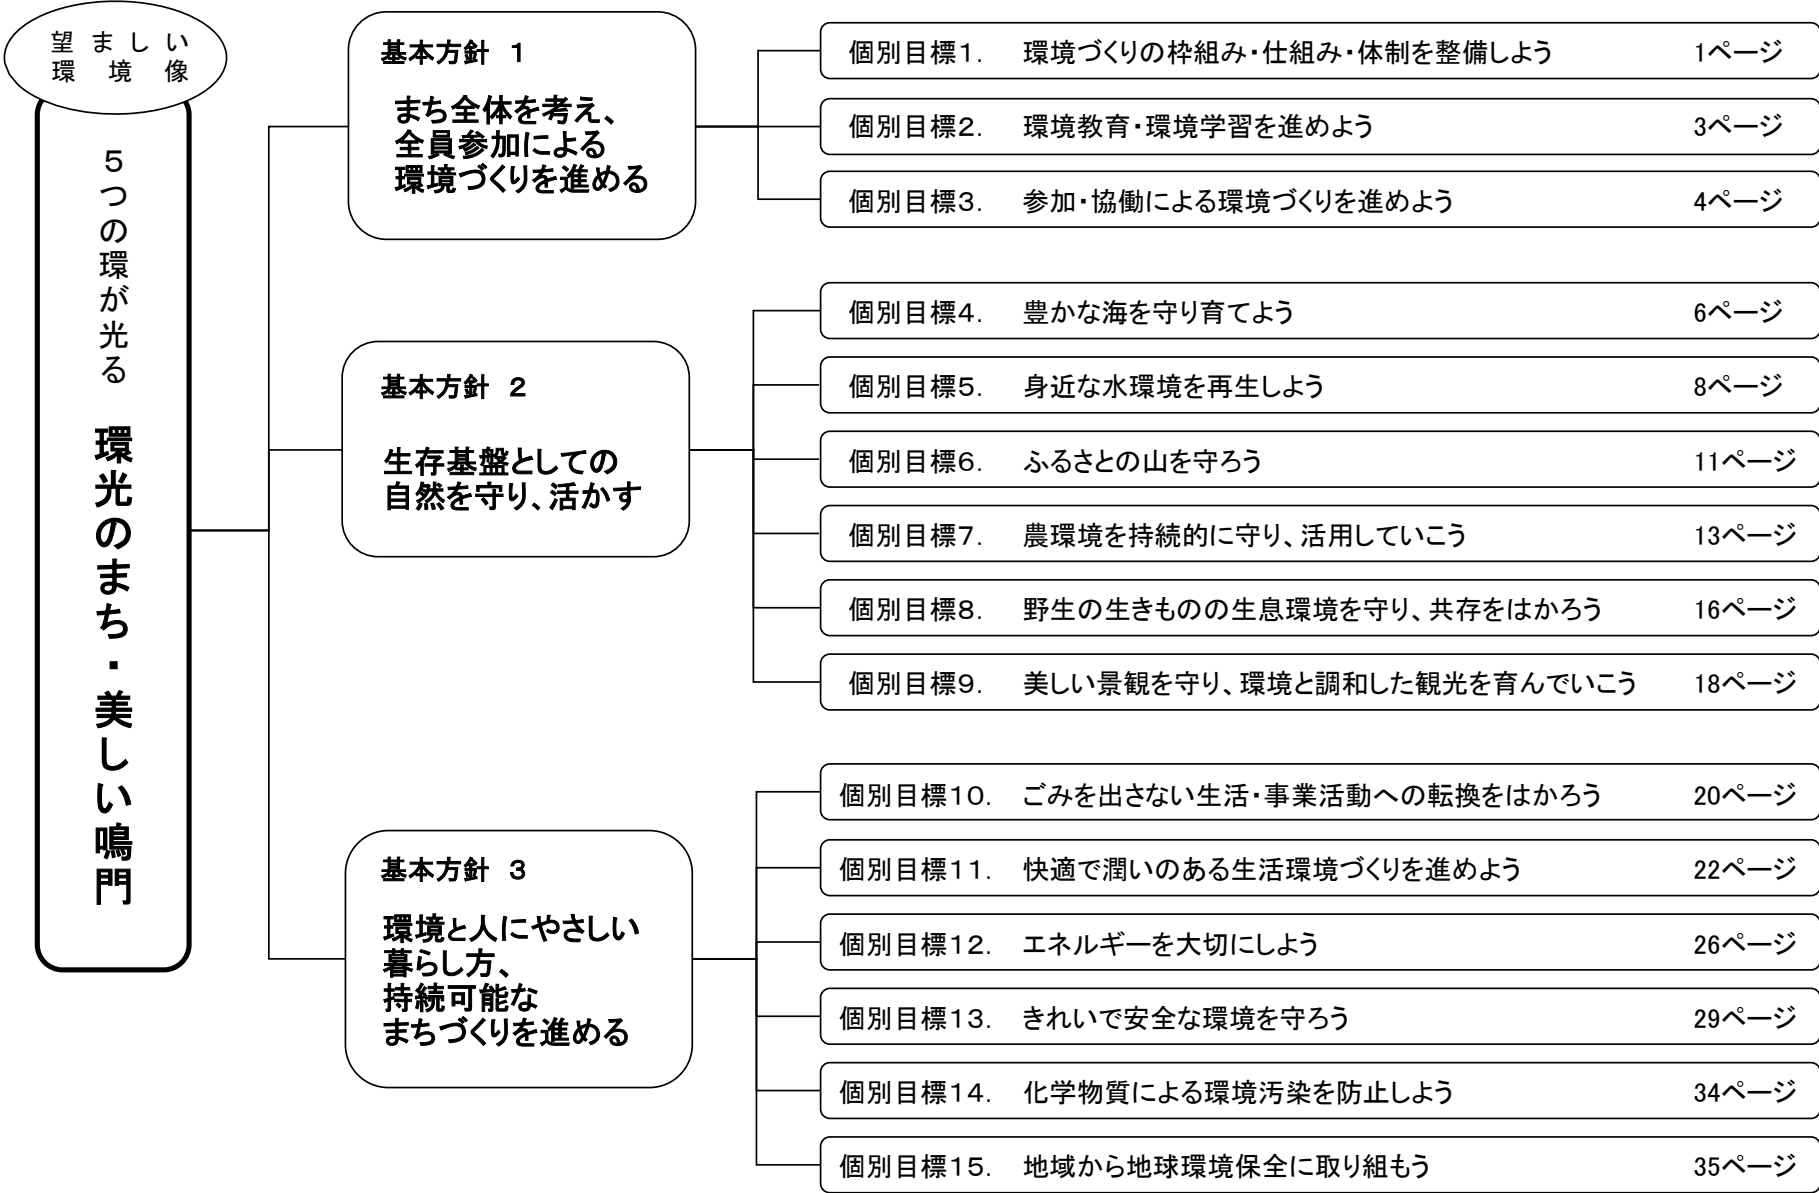 望 ま し い
環 境 像
５つの環が光る　環光のまち・美しい鳴門
基本方針 １
まち全体を考え、
全員参加による
環境づくりを進める
個別目標１． 環境づくりの枠組み・仕組み・体制を整備しよう 1ページ
個別目標２． 環境教育・環境学習を進めよう 3ページ
個別目標３． 参加・協働による環境づくりを進めよう 4ページ
基本方針 ２
生存基盤としての
自然を守り、活かす
個別目標４． 豊かな海を守り育てよう 6ページ
個別目標５． 身近な水環境を再生しよう 8ページ
個別目標６． ふるさとの山を守ろう 11ページ
個別目標７． 農環境を持続的に守り、活用していこう 13ページ
個別目標８． 野生の生きものの生息環境を守り、共存をはかろう 16ページ
個別目標９． 美しい景観を守り、環境と調和した観光を育んでいこう 18ページ
基本方針 ３
環境と人にやさしい
暮らし方、
持続可能な
まちづくりを進める
個別目標１０． ごみを出さない生活・事業活動への転換をはかろう 20ページ
個別目標１１． 快適で潤いのある生活環境づくりを進めよう 22ページ
個別目標１２． エネルギーを大切にしよう 26ページ
個別目標１３． きれいで安全な環境を守ろう 29ページ
個別目標１４． 化学物質による環境汚染を防止しよう 34ページ
個別目標１５． 地域から地球環境保全に取り組もう 35ページ